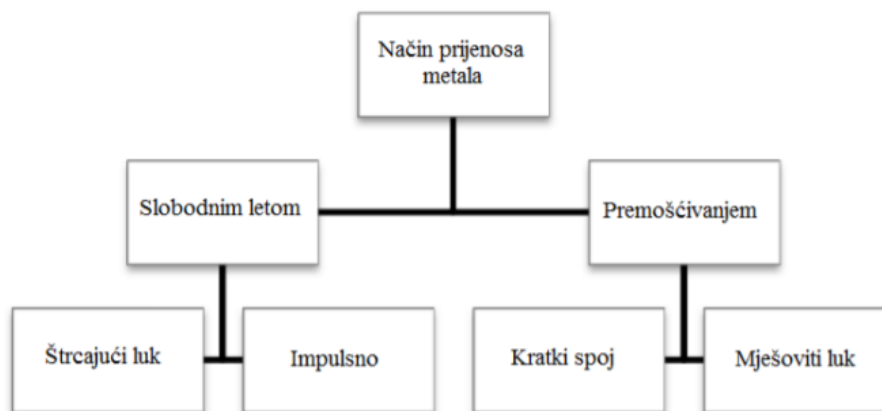 Način prijenosa
metala
Slobodnim letom
Premošćivanjem
Štrcajući luk
Impulsno
Kratki spoj
Mješoviti luk